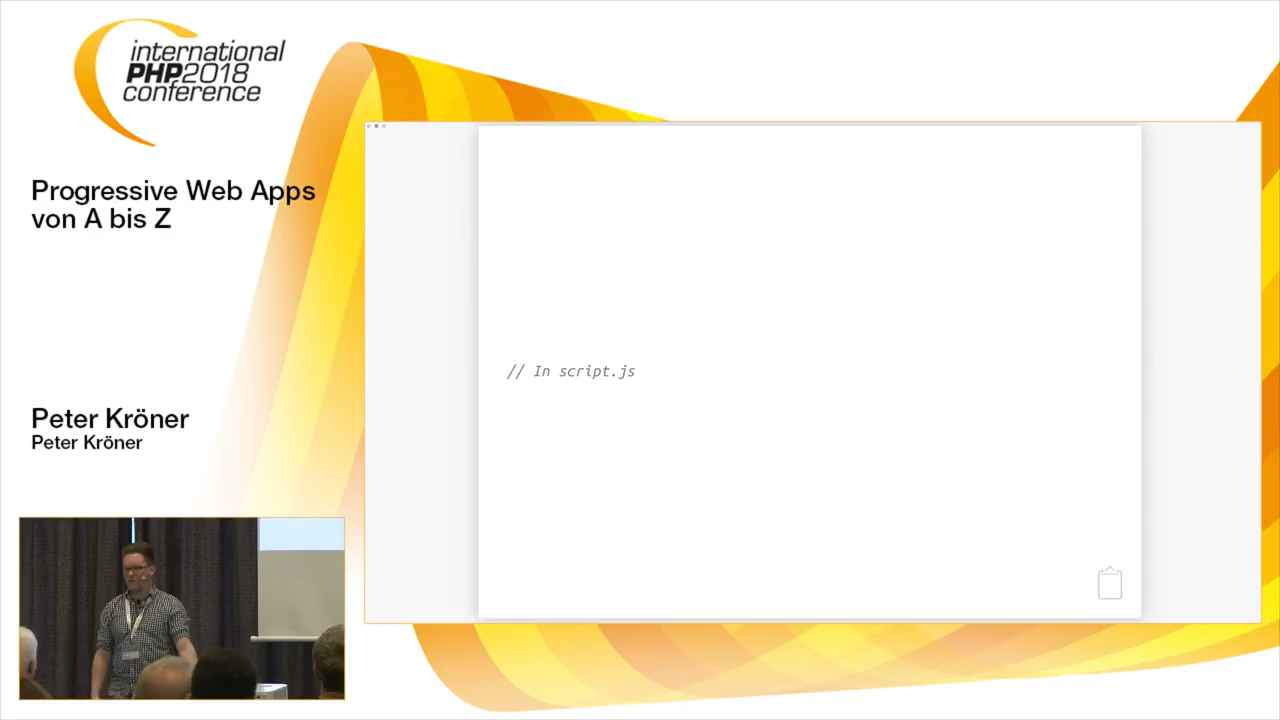 international
PHP2018
conference
Progressive Web Apps
von A bis Z
Peter Kröner
Peter Kröner
// In script.js